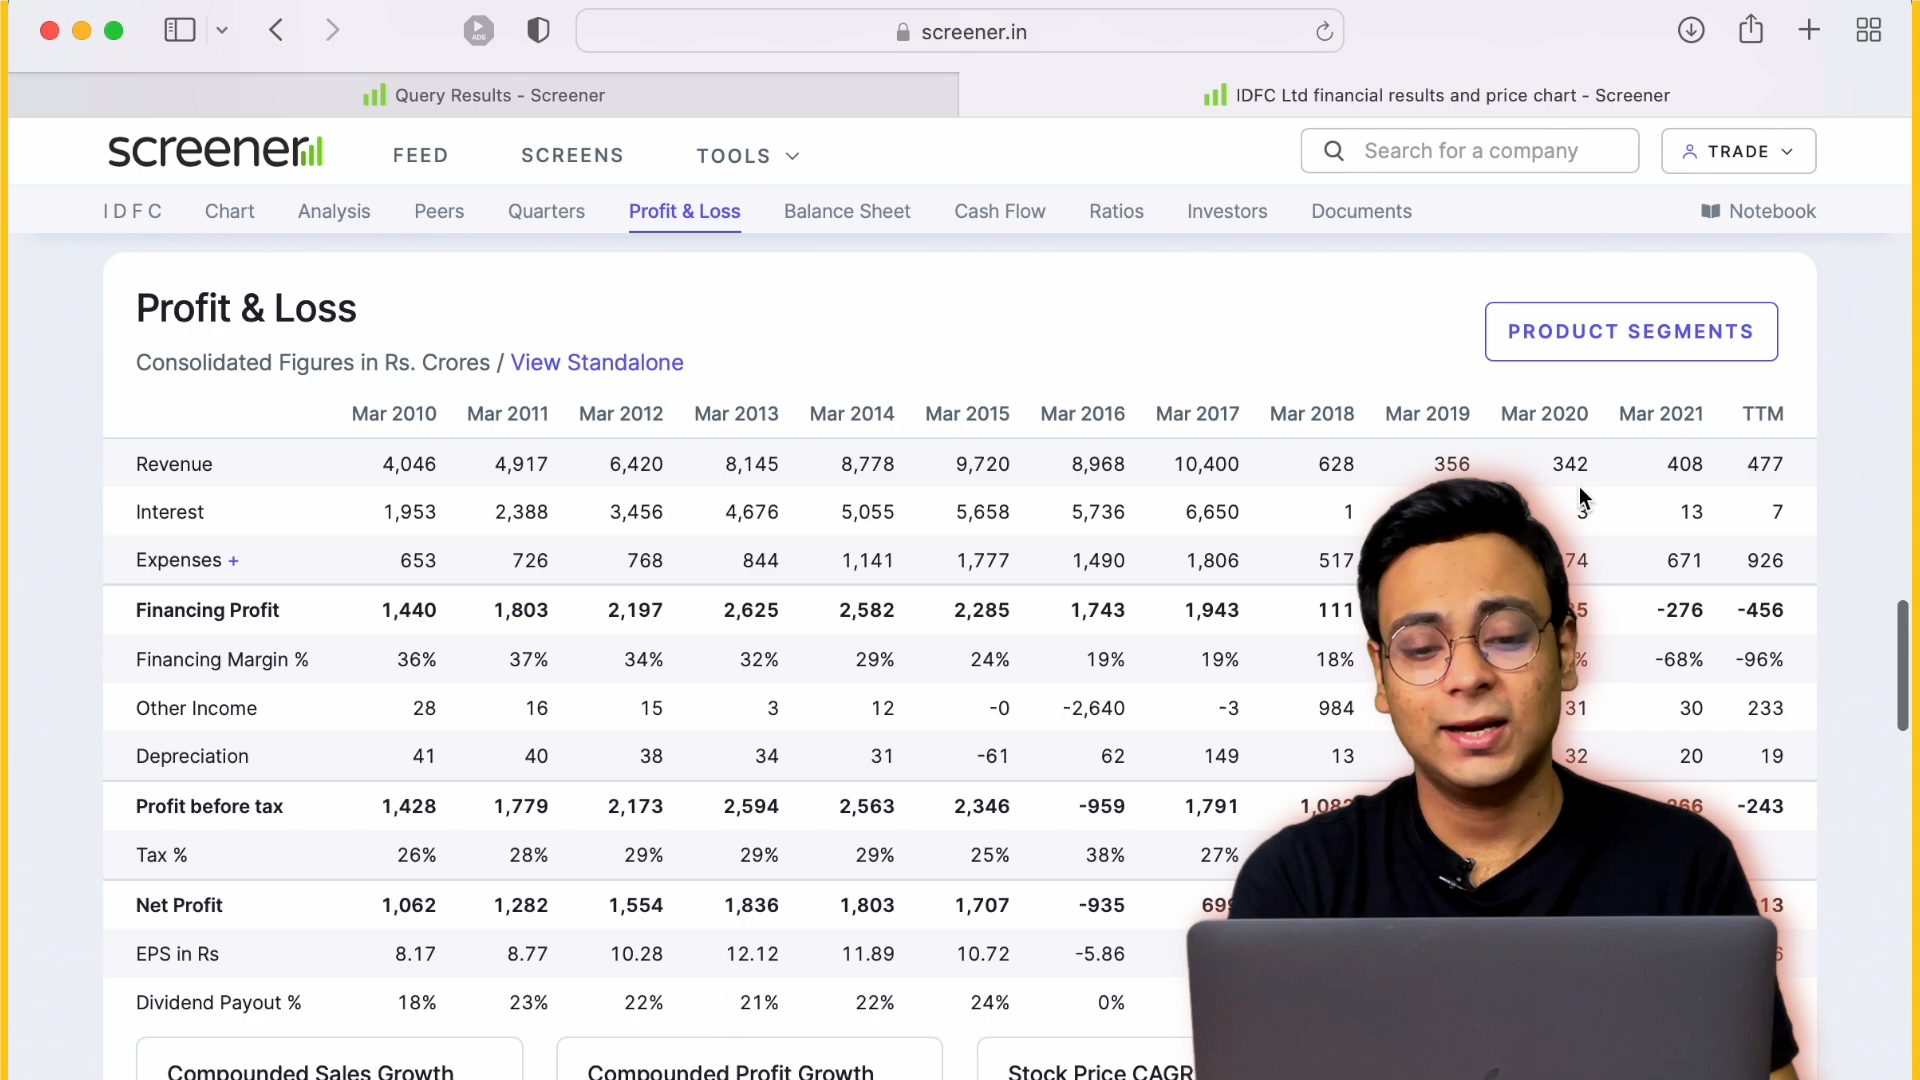 screener.in
Query Results - Screener
IDFC Ltd financial results and price chart - Screener
screener FEED SCREENS TOOLS Search for a company TRADE
I D F C Chart Analysis Peers Quarters Profit & Loss Balance Sheet Cash Flow Ratios Investors Documents Notebook
Profit & Loss
PRODUCT SEGMENTS
Consolidated Figures in Rs. Crores / View Standalone
Mar 2010 Mar 2011 Mar 2012 Mar 2013 Mar 2014 Mar 2015 Mar 2016 Mar 2017 Mar 2018 Mar 2019 Mar 2020 Mar 2021 TTM
Revenue 4,046 4,917 6,420 8,145 8,778 9,720 8,968 10,400 628 356 342 408 477
Interest 1,953 2,388 3,456 4,676 5,055 5,658 5,736 6,650 1 3 13 7
Expenses + 653 726 768 844 1,141 1,777 1,490 1,806 517 671 926
Financing Profit 1,440 1,803 2,197 2,625 2,582 2,285 1,743 1,943 111 -276 -456
Financing Margin % 36% 37% 34% 32% 29% 24% 19% 19% 18% -68% -96%
Other Income 28 16 15 3 12 -0 -2,640 -3 984 31 30 233
Depreciation 41 40 38 34 31 -61 62 149 13 32 20 19
Profit before tax 1,428 1,779 2,173 2,594 2,563 2,346 -959 1,791 -243
Tax % 26% 28% 29% 29% 29% 25% 38% 27%
Net Profit 1,062 1,282 1,554 1,836 1,803 1,707 -935 699
EPS in Rs 8.17 8.77 10.28 12.12 11.89 10.72 -5.86
Dividend Payout % 18% 23% 22% 21% 22% 24% 0%
Compounded Sales Growth Compounded Profit Growth Stock Price CAGR